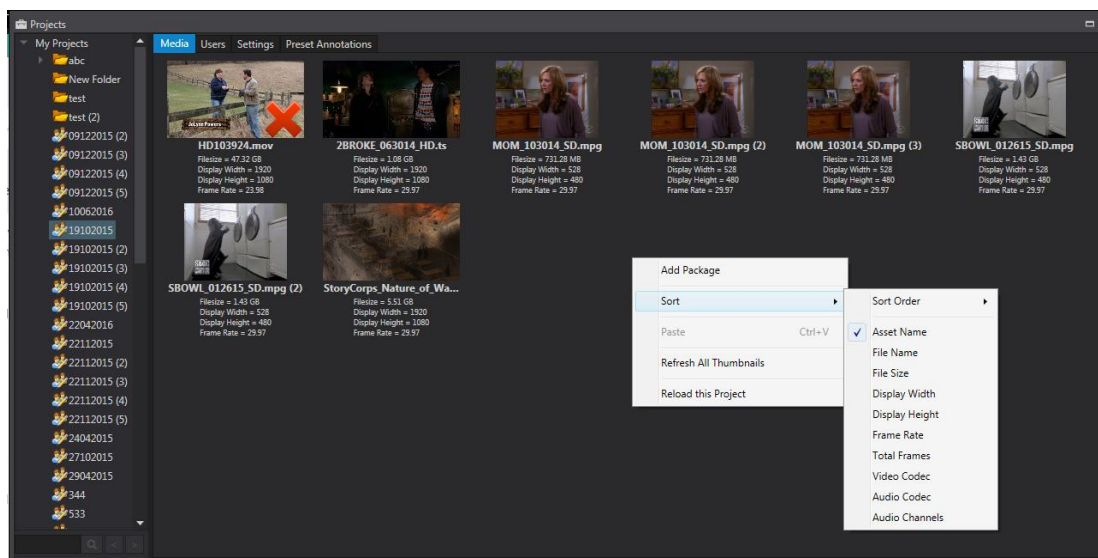 Projects
My Projects
abc
New Folder
test
test (2)
09122015 (2)
09122015 (3)
09122015 (4)
09122015 (5)
10062016
19102015
19102015 (2)
19102015 (3)
19102015 (4)
19102015 (5)
22042016
22112015
22112015 (2)
22112015 (3)
22112015 (4)
22112015 (5)
24042015
27102015
29042015
344
533
Media Users Settings Preset Annotations
JoLynn Powers
HD103924.mov
Filesize = 47.32 GB
Display Width = 1920
Display Height = 1080
Frame Rate = 23.98
2BROKE_063014_HD.ts
Filesize = 1.08 GB
Display Width = 1920
Display Height = 1080
Frame Rate = 29.97
MOM_103014_SD.mpg
Filesize = 731.28 MB
Display Width = 528
Display Height = 480
Frame Rate = 29.97
MOM_103014_SD.mpg (2)
Filesize = 731.28 MB
Display Width = 528
Display Height = 480
Frame Rate = 29.97
MOM_103014_SD.mpg (3)
Filesize = 731.28 MB
Display Width = 528
Display Height = 480
Frame Rate = 29.97
SBOWL_012615_SD.mpg
Filesize = 1.43 GB
Display Width = 528
Display Height = 480
Frame Rate = 29.97
SBOWL_012615_SD.mpg (2)
Filesize = 1.43 GB
Display Width = 528
Display Height = 480
Frame Rate = 29.97
StoryCorps_Nature_of_Wa...
Filesize = 5.51 GB
Display Width = 1920
Display Height = 1080
Frame Rate = 29.97
Add Package
Sort
Paste Ctrl+V
Refresh All Thumbnails
Reload this Project
Sort Order
Asset Name
File Name
File Size
Display Width
Display Height
Frame Rate
Total Frames
Video Codec
Audio Codec
Audio Channels